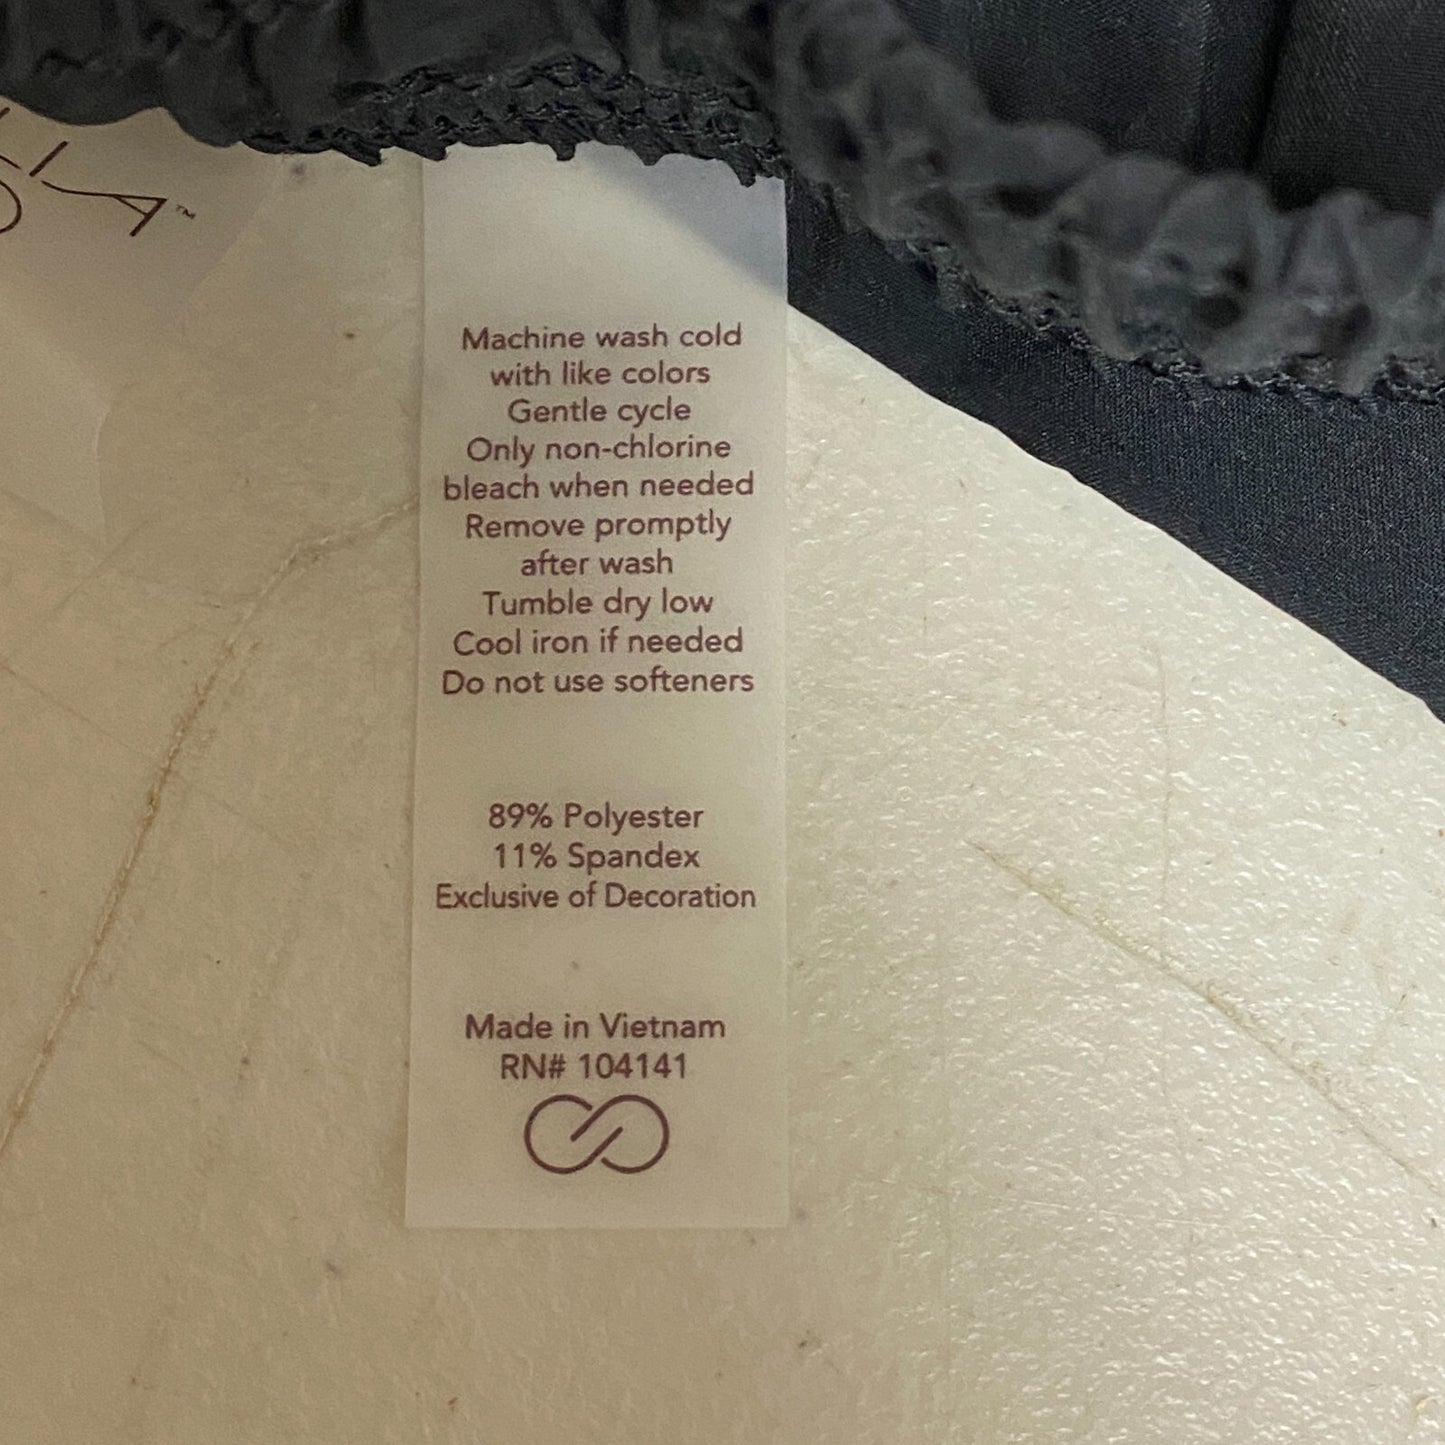 Machine wash cold
with like colors
Gentle cycle
Only non-chlorine
bleach when needed
Remove promptly
after wash
Tumble dry low
Cool iron if needed
Do not use softeners
89% Polyester
11% Spandex
Exclusive of Decoration
Made in Vietnam
RN# 104141